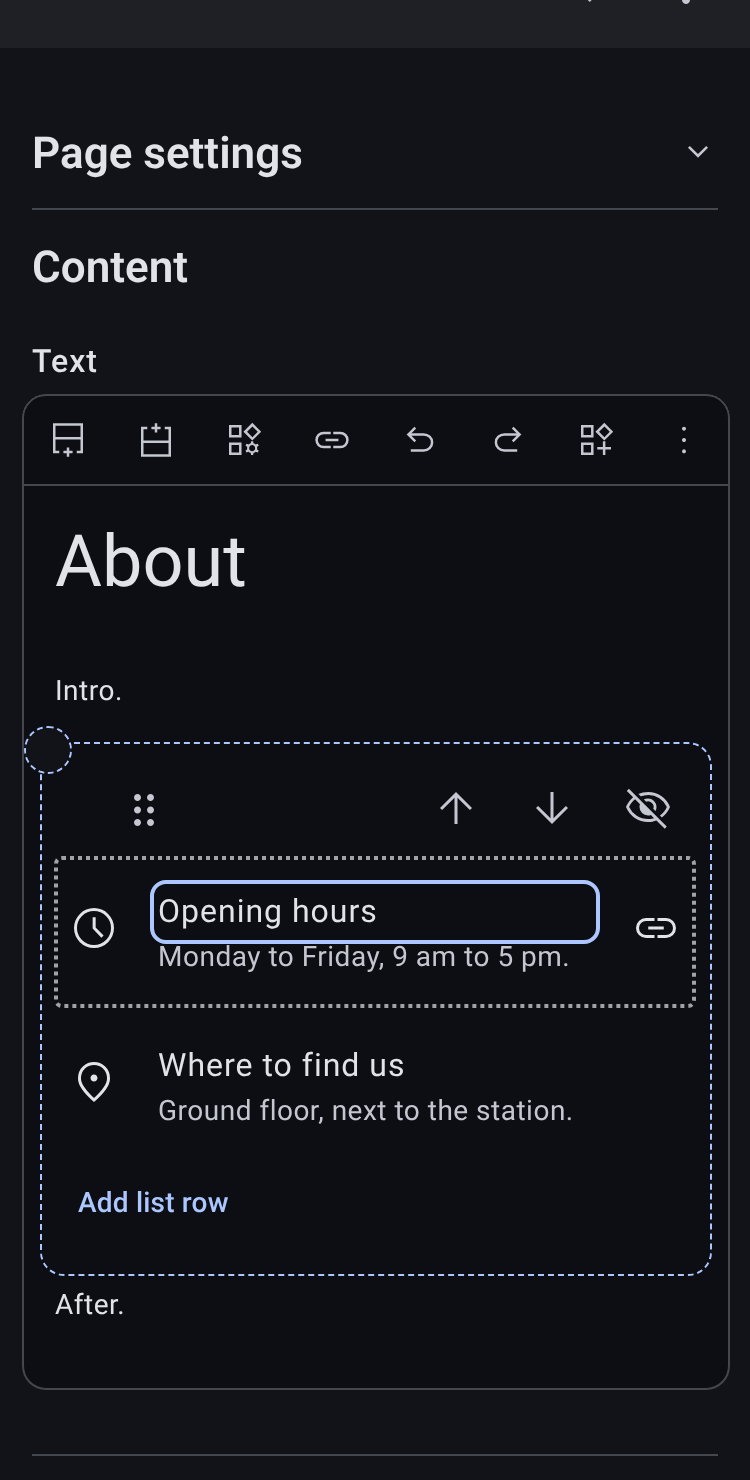 Page settings
Content
Text
About
Intro.
Opening hours
Monday to Friday, 9 am to 5 pm.
Where to find us
Ground floor, next to the station.
Add list row
After.